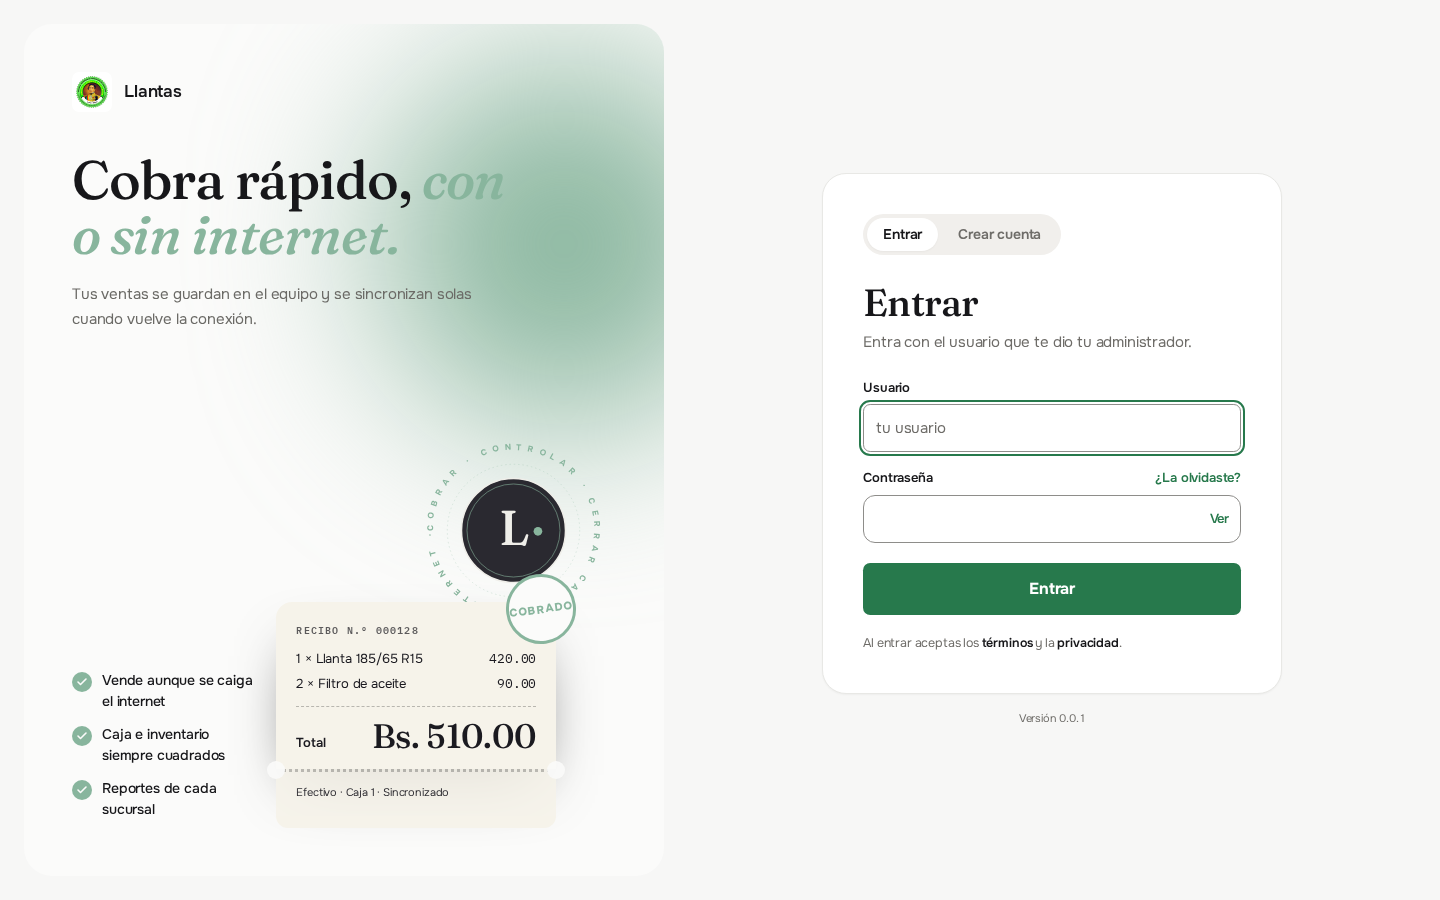 Llantas
Cobra rápido, con
o sin internet.
Tus ventas se guardan en el equipo y se sincronizan solas
cuando vuelve la conexión.
COBRAR · CONTROLAR · CERRAR CA
TERNET ·
L
COBRADO
RECIBO N.º 000128
1 × Llanta 185/65 R15 420.00
2 × Filtro de aceite 90.00
Total Bs. 510.00
Efectivo · Caja 1 · Sincronizado
Vende aunque se caiga
el internet
Caja e inventario
siempre cuadrados
Reportes de cada
sucursal
Entrar Crear cuenta
Entrar
Entra con el usuario que te dio tu administrador.
Usuario
tu usuario
Contraseña ¿La olvidaste?
Ver
Entrar
Al entrar aceptas los términos y la privacidad.
Versión 0.0.1